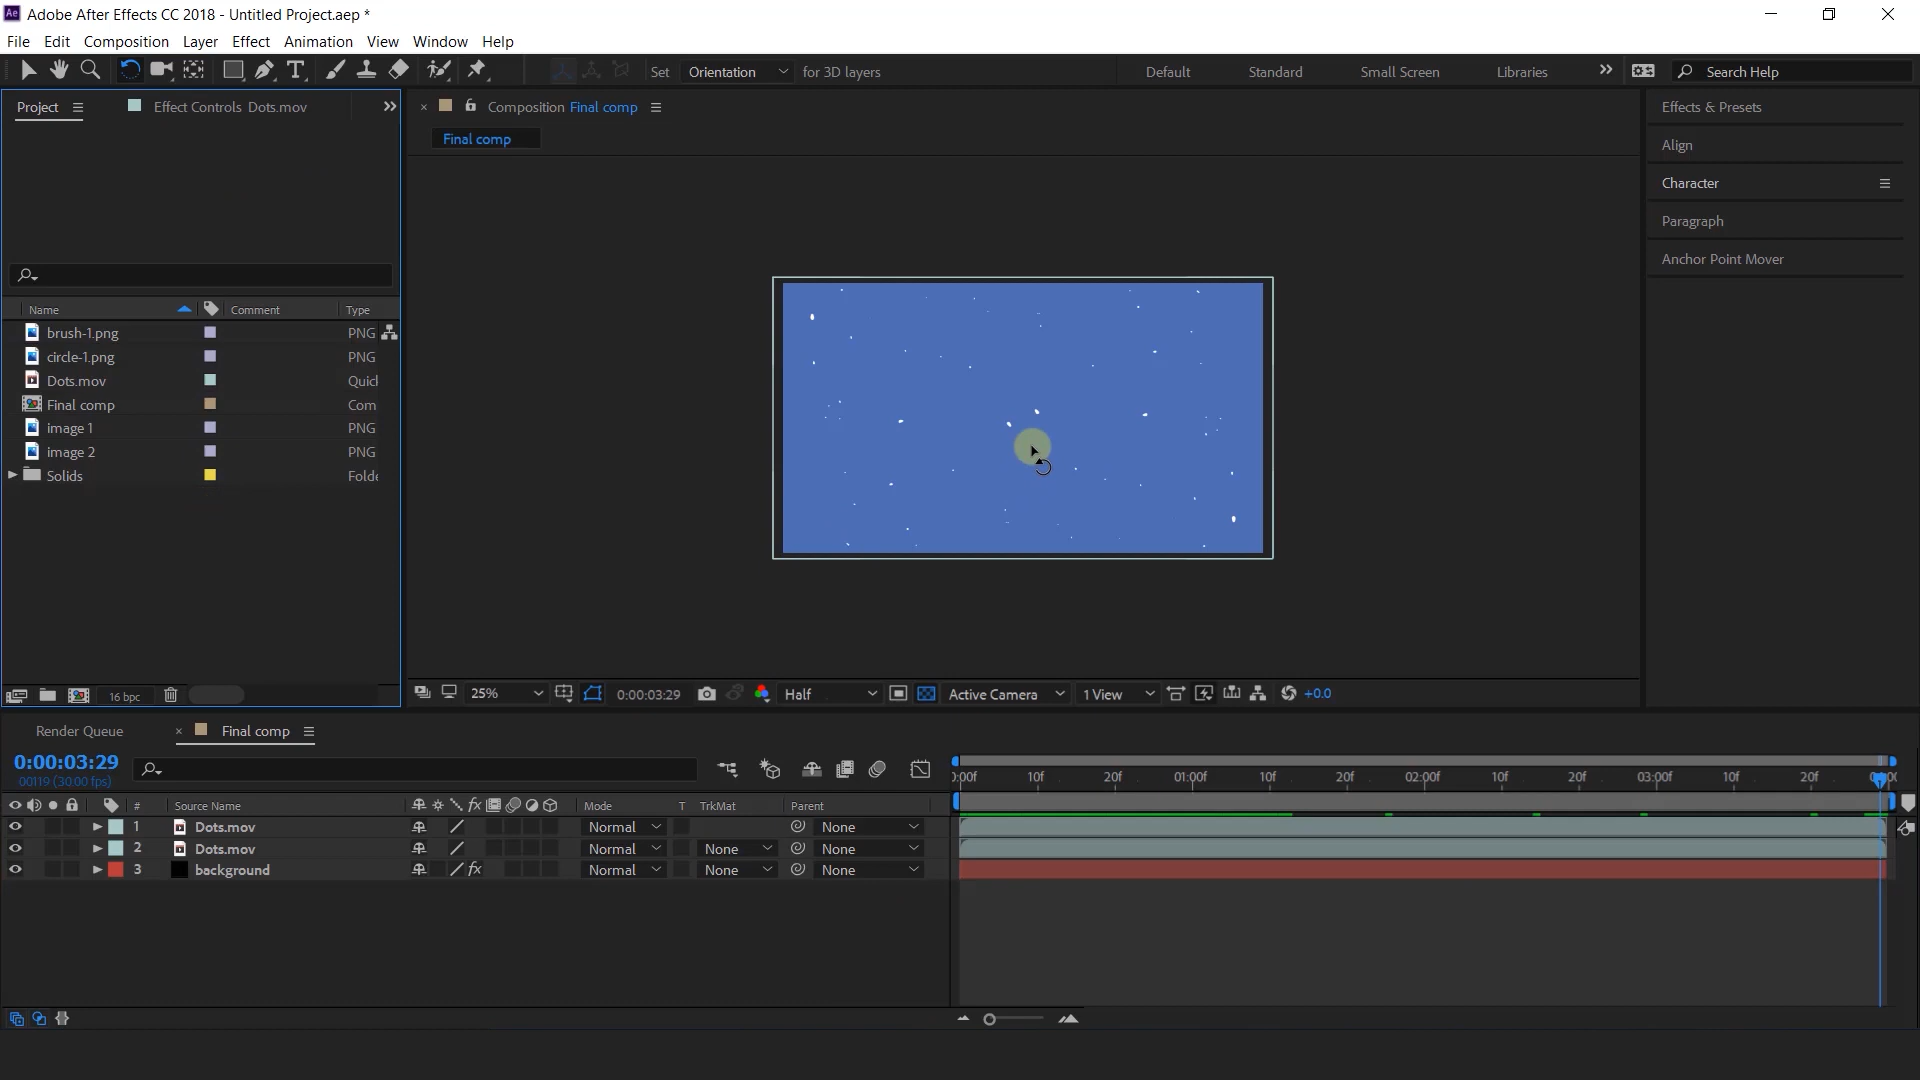 Ae Adobe After Effects CC 2018 - Untitled Project.aep *
File Edit Composition Layer Effect Animation View Window Help
Set Orientation for 3D layers Default Standard Small Screen Libraries Search Help
Project Effect Controls Dots.mov Composition Final comp Effects & Presets
Final comp
Align
Character
Paragraph
Anchor Point Mover
Name Comment Type
brush-1.png PNG
circle-1.png PNG
Dots.mov Quick
Final comp Com
image 1 PNG
image 2 PNG
Solids Folde
16 bpc 25% 0:00:03:29 Half Active Camera 1 View +0.0
Render Queue Final comp
0:00:03:29
00119 (30.00 fps)
):00f 10f 20f 01:00f 10f 20f 02:00f 10f 20f 03:00f 10f 20f
# Source Name fx Mode T TrkMat Parent
1 Dots.mov Normal None
2 Dots.mov Normal None None
3 background fx Normal None None